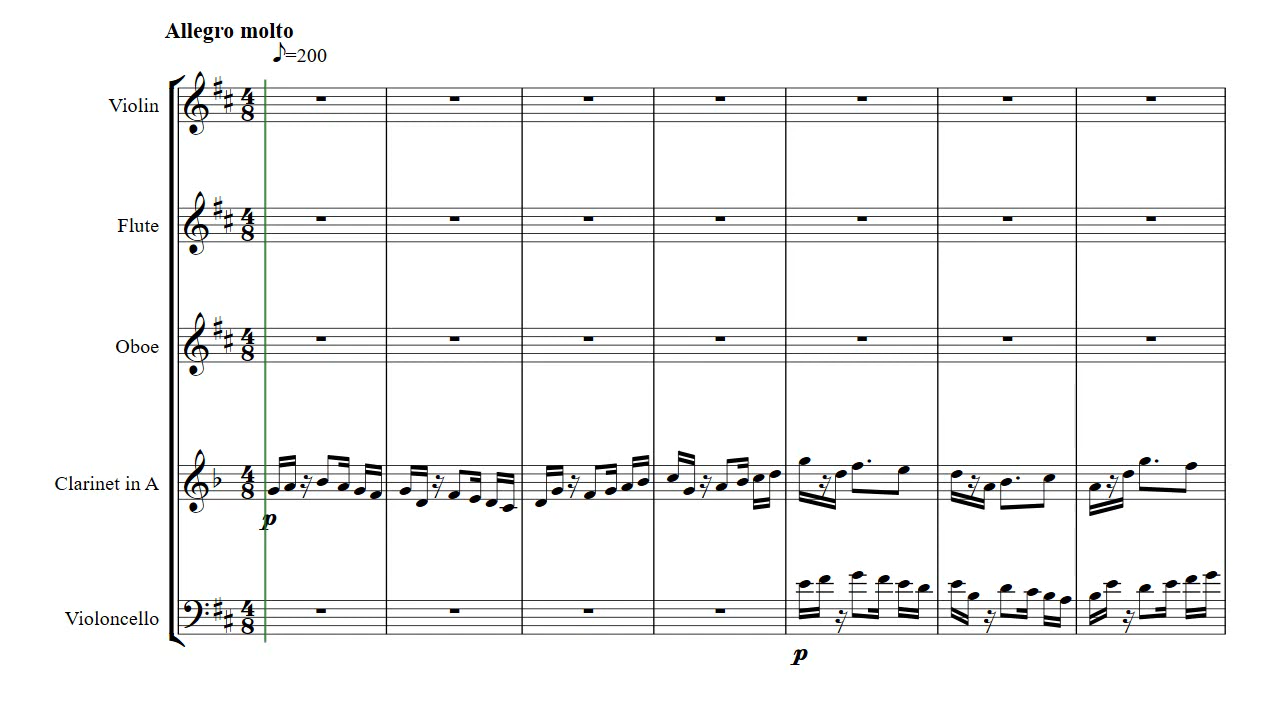 Allegro molto
♪=200
Violin 4 8
Flute 4 8
Oboe 4 8
Clarinet in A 4 8
p
Violoncello 4 8
p